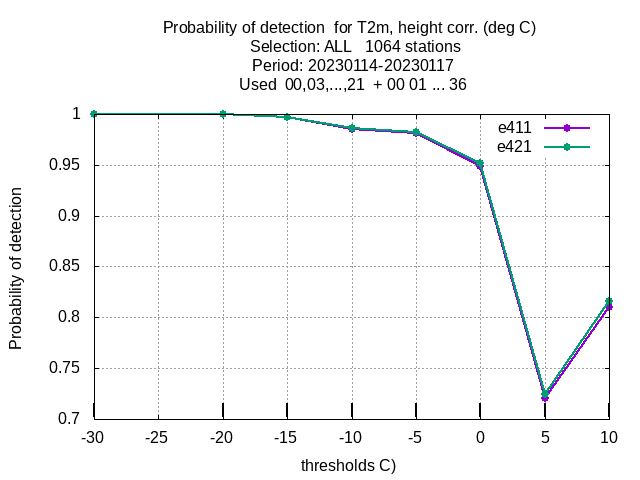 Probability of detection  for T2m, height corr. (deg C)
Selection: ALL   1064 stations
Period: 20230114-20230117
Used  00,03,...,21  + 00 01 ... 36
e411
e421
1
0.95
0.9
0.85
0.8
0.75
0.7
Probability of detection
-30 -25 -20 -15 -10 -5 0 5 10
thresholds C)